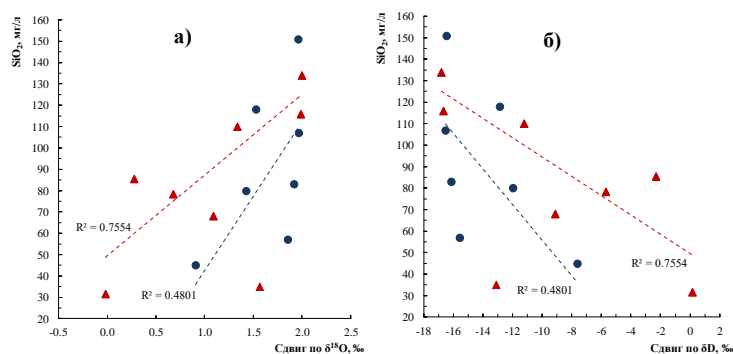 а)
SiO₂, мг/л
160
150
140
130
120
110
100
90
80
70
60
50
40
30
20
-0.5 0.0 0.5 1.0 1.5 2.0 2.5
Сдвиг по δ¹⁸O, ‰
R² = 0.7554
R² = 0.4801
б)
SiO₂, мг/л
160
150
140
130
120
110
100
90
80
70
60
50
40
30
20
-18 -16 -14 -12 -10 -8 -6 -4 -2 0 2
Сдвиг по δD, ‰
R² = 0.7554
R² = 0.4801